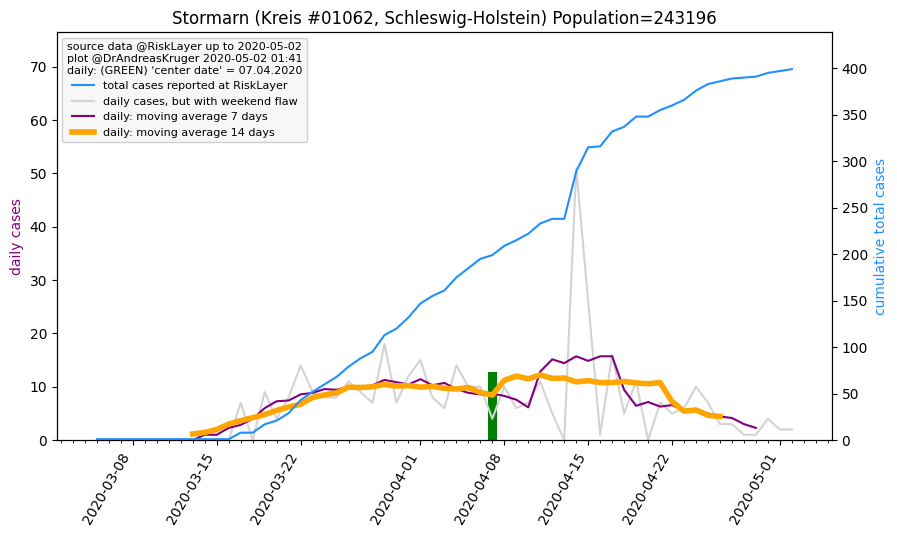 Stormarn (Kreis #01062, Schleswig-Holstein) Population=243196
source data @RiskLayer up to 2020-05-02
plot @DrAndreasKruger 2020-05-02 01:41
daily: (GREEN) 'center date' = 07.04.2020
total cases reported at RiskLayer
daily cases, but with weekend flaw
daily: moving average 7 days
daily: moving average 14 days
daily cases
70
60
50
40
30
20
10
0
cumulative total cases
400
350
300
250
200
150
100
50
0
2020-03-08
2020-03-15
2020-03-22
2020-04-01
2020-04-08
2020-04-15
2020-04-22
2020-05-01